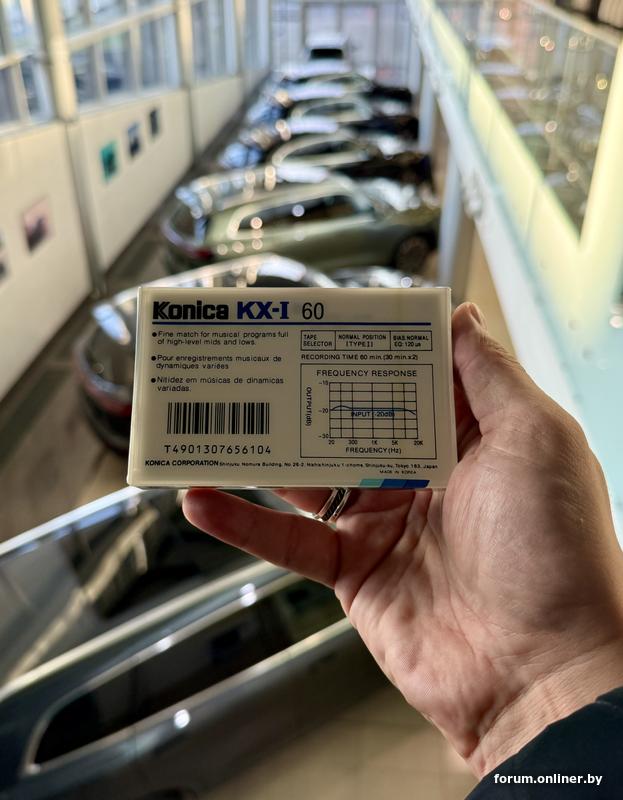 Konica KX-I 60
●Fine match for musical programs full
of high-level mids and lows.
●Pour enregistrements musicaux de
dynamiques variées
●Nitidez em músicas de dinamicas
variadas.
T4901307656104
TAPE SELECTOR
NORMAL POSITION [TYPE I]
BIAS:NORMAL EQ: 120 μs
RECORDING TIME 60 min. (30 min.x2)
FREQUENCY RESPONSE
OUTPUT(dB)
-10
-20
-30
INPUT -20dB
20 300 1K 5K 20K
FREQUENCY(Hz)
KONICA CORPORATION Shinjuku Nomura Building, No. 26-2, Nishishinjuku 1-chome, Shinjuku-ku, Tokyo 163, Japan
MADE IN KOREA
forum.onliner.by